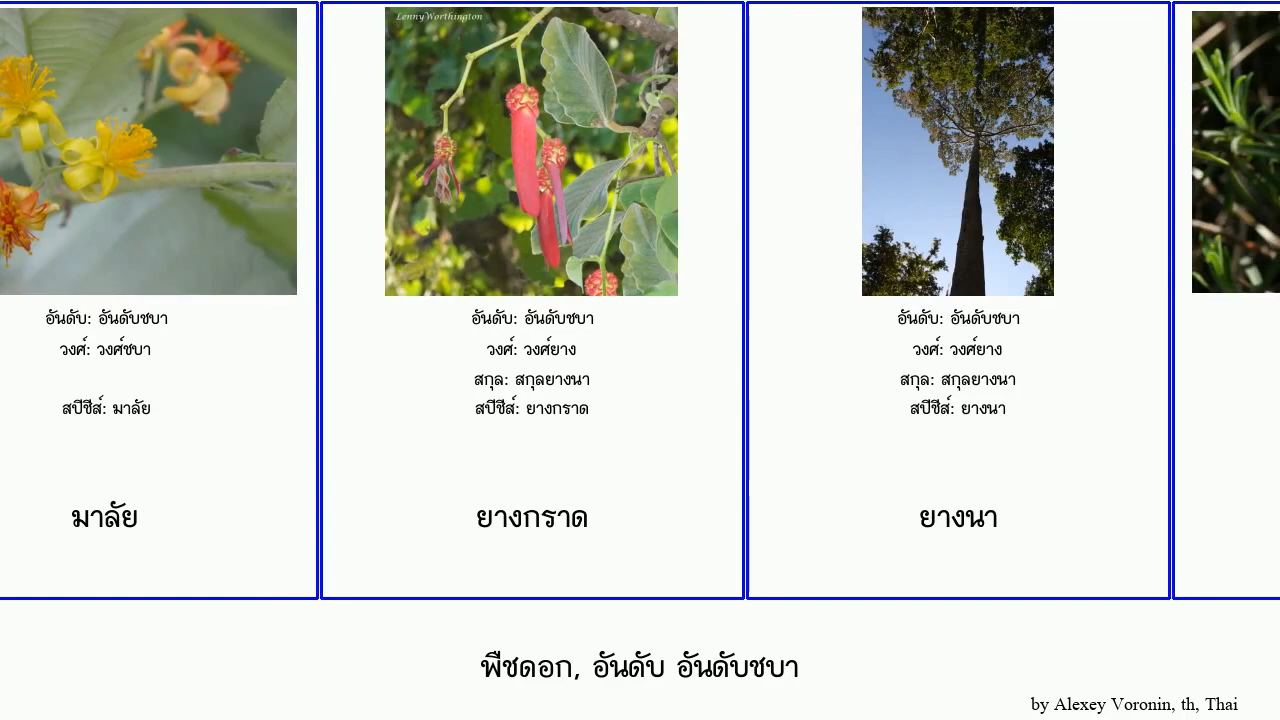 LennyWorthington
อันดับ: อันดับชบา
วงศ์: วงศ์ชบา
สปีชีส์: มาลัย
มาลัย
อันดับ: อันดับชบา
วงศ์: วงศ์ยาง
สกุล: สกุลยางนา
สปีชีส์: ยางกราด
ยางกราด
อันดับ: อันดับชบา
วงศ์: วงศ์ยาง
สกุล: สกุลยางนา
สปีชีส์: ยางนา
ยางนา
พืชดอก, อันดับ อันดับชบา
by Alexey Voronin, th, Thai